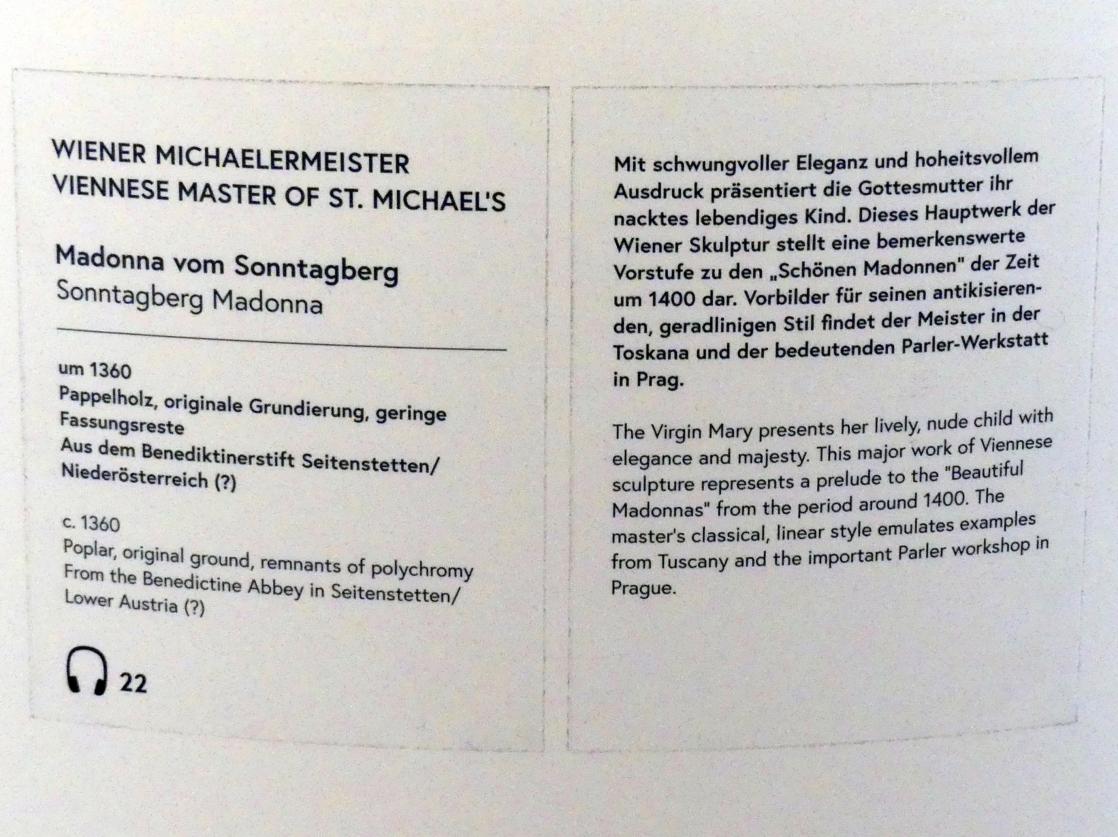 WIENER MICHAELERMEISTER
VIENNESE MASTER OF ST. MICHAEL'S
Madonna vom Sonntagberg
Sonntagberg Madonna
um 1360
Pappelholz, originale Grundierung, geringe
Fassungsreste
Aus dem Benediktinerstift Seitenstetten/
Niederösterreich (?)
c. 1360
Poplar, original ground, remnants of polychromy
From the Benedictine Abbey in Seitenstetten/
Lower Austria (?)
22
Mit schwungvoller Eleganz und hoheitsvollem
Ausdruck präsentiert die Gottesmutter ihr
nacktes lebendiges Kind. Dieses Hauptwerk der
Wiener Skulptur stellt eine bemerkenswerte
Vorstufe zu den „Schönen Madonnen" der Zeit
um 1400 dar. Vorbilder für seinen antikisieren-
den, geradlinigen Stil findet der Meister in der
Toskana und der bedeutenden Parler-Werkstatt
in Prag.
The Virgin Mary presents her lively, nude child with
elegance and majesty. This major work of Viennese
sculpture represents a prelude to the "Beautiful
Madonnas" from the period around 1400. The
master's classical, linear style emulates examples
from Tuscany and the important Parler workshop in
Prague.